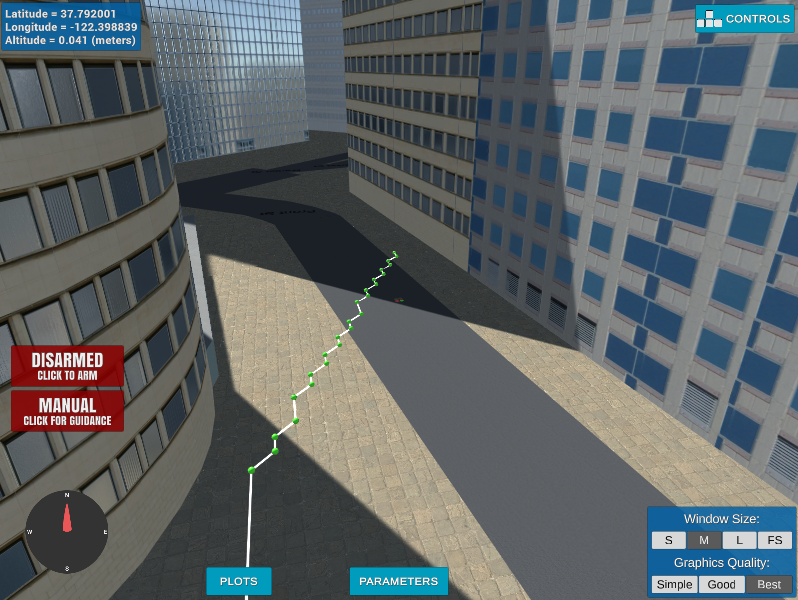 Latitude = 37.792001
Longitude = -122.398839
Altitude = 0.041 (meters)
CONTROLS
DISARMED
CLICK TO ARM
MANUAL
CLICK FOR GUIDANCE
N
W E
S
PLOTS
PARAMETERS
Window Size:
S M L FS
Graphics Quality:
Simple Good Best